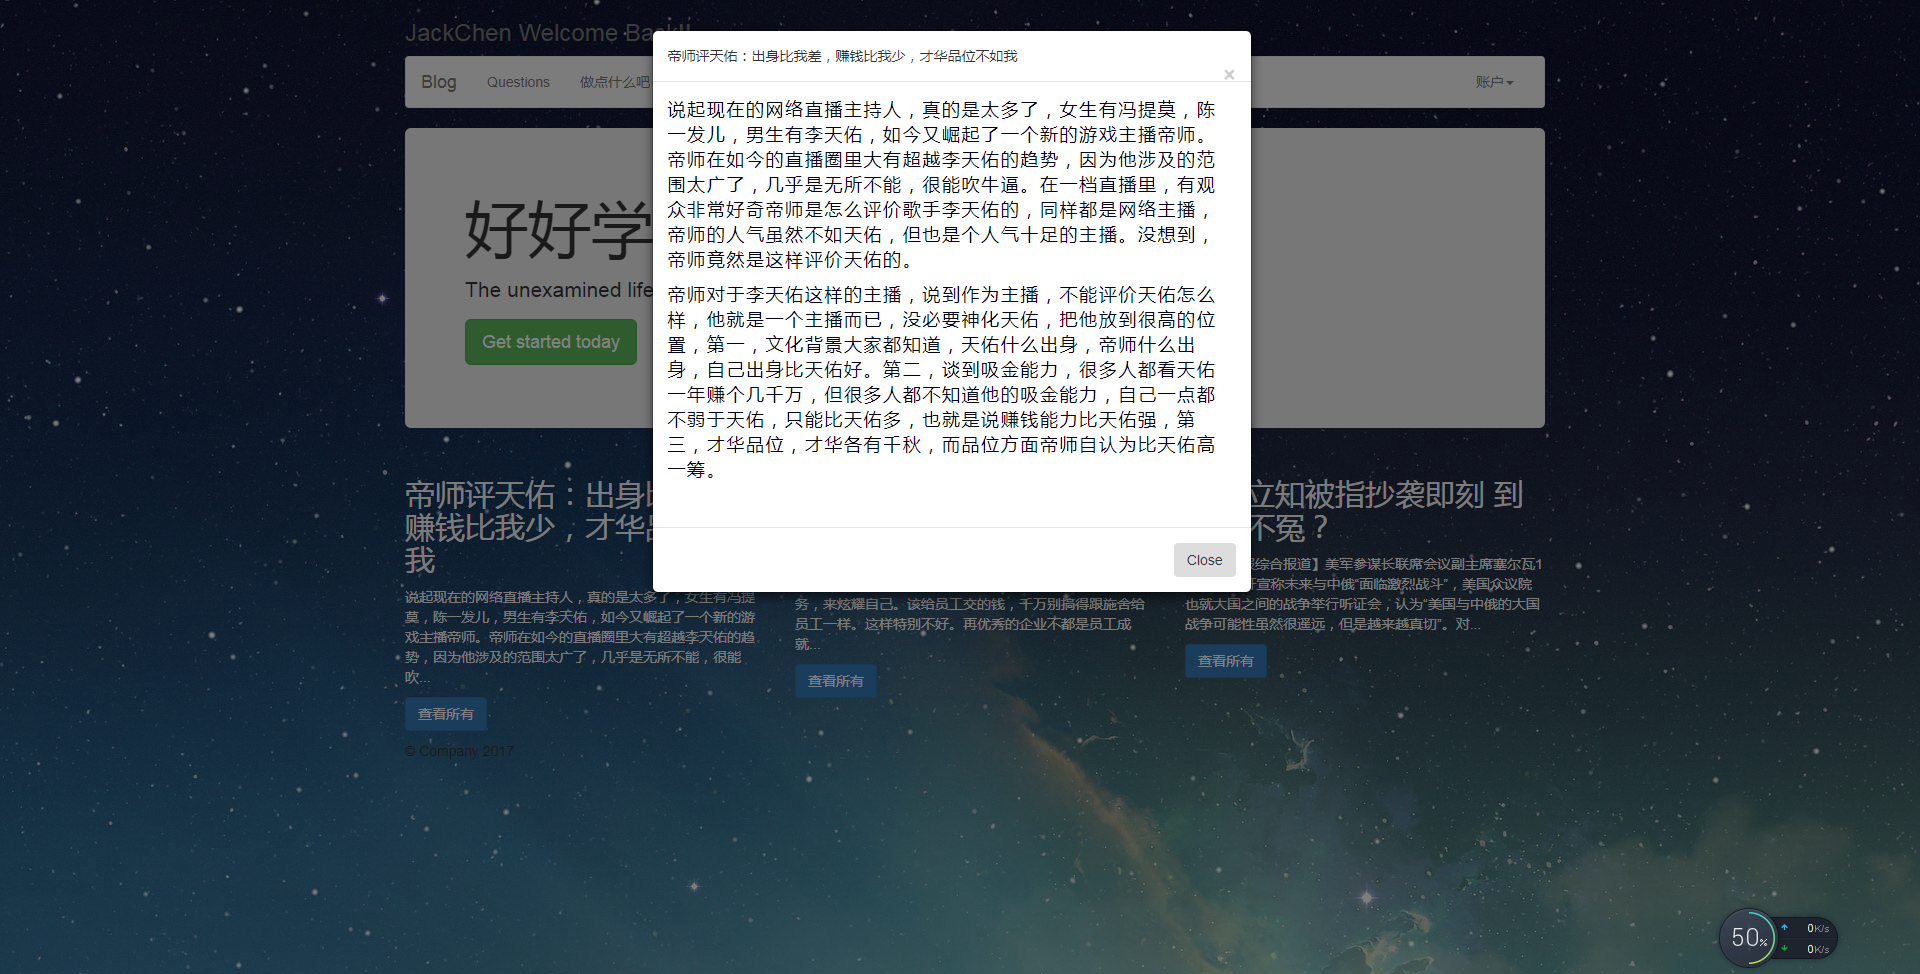 JackChen Welcome Back!!
Blog
Questions
做点什么吧
账户
帝师评天佑：出身比我差，赚钱比我少，才华品位不如我
×
说起现在的网络直播主持人，真的是太多了，女生有冯提莫，陈
一发儿，男生有李天佑，如今又崛起了一个新的游戏主播帝师。
帝师在如今的直播圈里大有超越李天佑的趋势，因为他涉及的范
围太广了，几乎是无所不能，很能吹牛逼。在一档直播里，有观
众非常好奇帝师是怎么评价歌手李天佑的，同样都是网络主播，
帝师的人气虽然不如天佑，但也是个人气十足的主播。没想到，
帝师竟然是这样评价天佑的。
帝师对于李天佑这样的主播，说到作为主播，不能评价天佑怎么
样，他就是一个主播而已，没必要神化天佑，把他放到很高的位
置，第一，文化背景大家都知道，天佑什么出身，帝师什么出
身，自己出身比天佑好。第二，谈到吸金能力，很多人都看天佑
一年赚个几千万，但很多人都不知道他的吸金能力，自己一点都
不弱于天佑，只能比天佑多，也就是说赚钱能力比天佑强，第
三，才华品位，才华各有千秋，而品位方面帝师自认为比天佑高
一筹。
Close
好好学
The unexamined life
Get started today
帝师评天佑：出身比
赚钱比我少，才华品
我
说起现在的网络直播主持人，真的是太多了，女生有冯提
莫，陈一发儿，男生有李天佑，如今又崛起了一个新的游
戏主播帝师。帝师在如今的直播圈里大有超越李天佑的趋
势，因为他涉及的范围太广了，几乎是无所不能，很能
吹...
查看所有
务，来炫耀自己。该给员工交的钱，千万别搞得跟施舍给
员工一样。这样特别不好。再优秀的企业不都是员工成
就...
查看所有
立知被指抄袭即刻 到
不冤？
综合报道】美军参谋长联席会议副主席塞尔瓦1
宣称未来与中俄“面临激烈战斗”，美国众议院
也就大国之间的战争举行听证会，认为“美国与中俄的大国
战争可能性虽然很遥远，但是越来越真切”。对...
查看所有
© Company 2017
50%
0K/s
0K/s